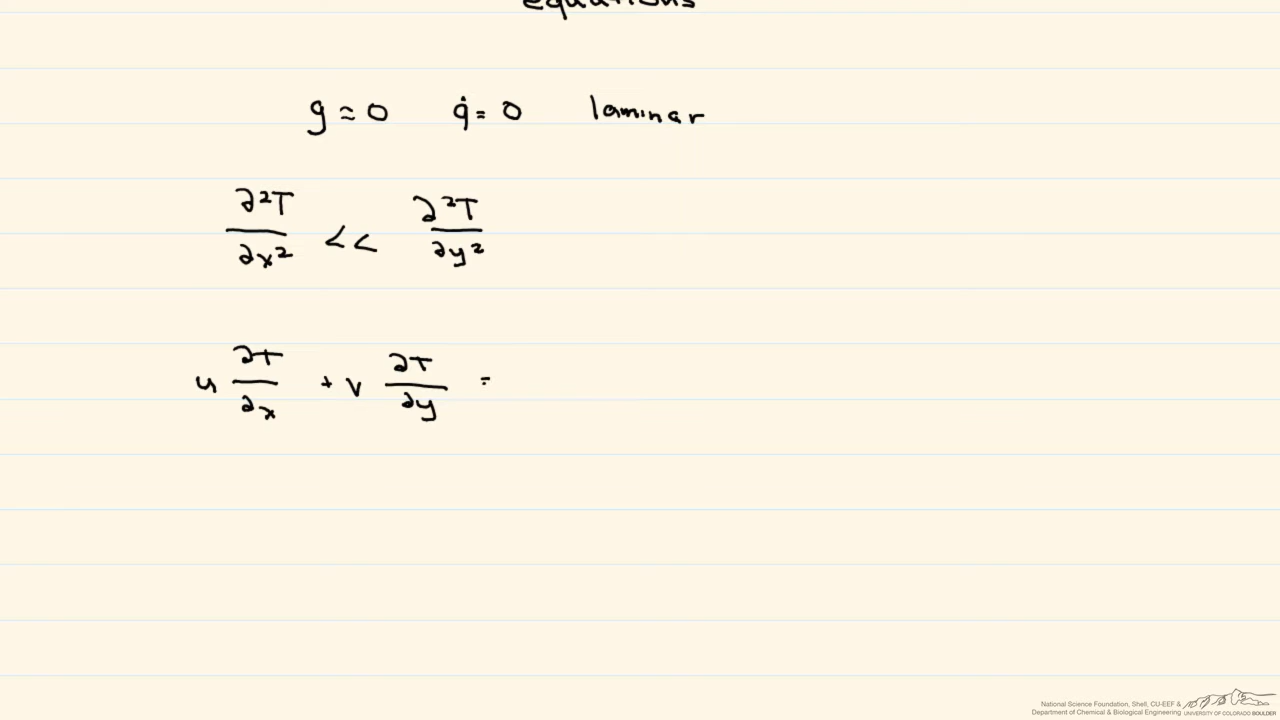 equations
g ≈ 0 q̇ = 0 laminar
∂²T/∂x² << ∂²T/∂y²
u ∂T/∂x + v ∂T/∂y =
National Science Foundation, Shell, CU-EEF &
Department of Chemical & Biological Engineering UNIVERSITY OF COLORADO BOULDER